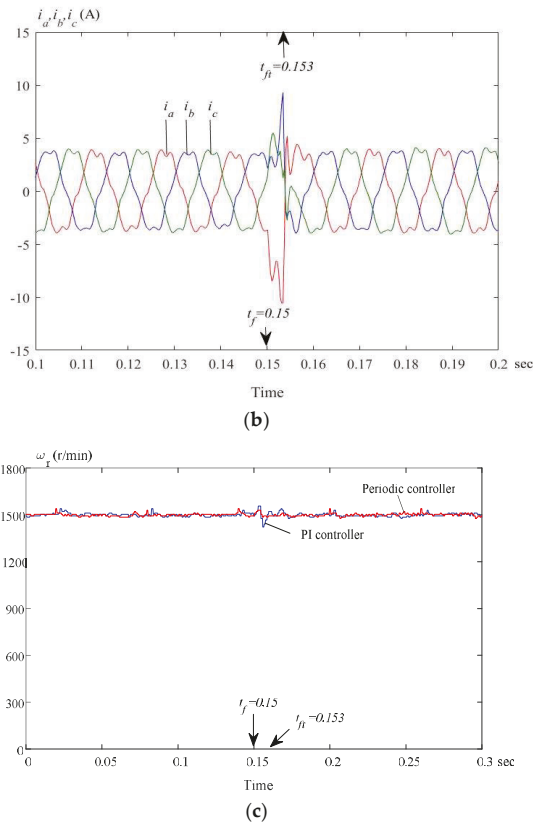 i_a,i_b,i_c (A)
15
t_ft=0.153
10
i_a i_b i_c
5
0
-5
-10
t_f=0.15
-15
0.1 0.11 0.12 0.13 0.14 0.15 0.16 0.17 0.18 0.19 0.2 sec
Time
(b)
ω_r (r/min)
1800
Periodic controller
1500
PI controller
1200
900
600
300
t_f=0.15
t_ft=0.153
0
0 0.05 0.1 0.15 0.2 0.25 0.3 sec
Time
(c)